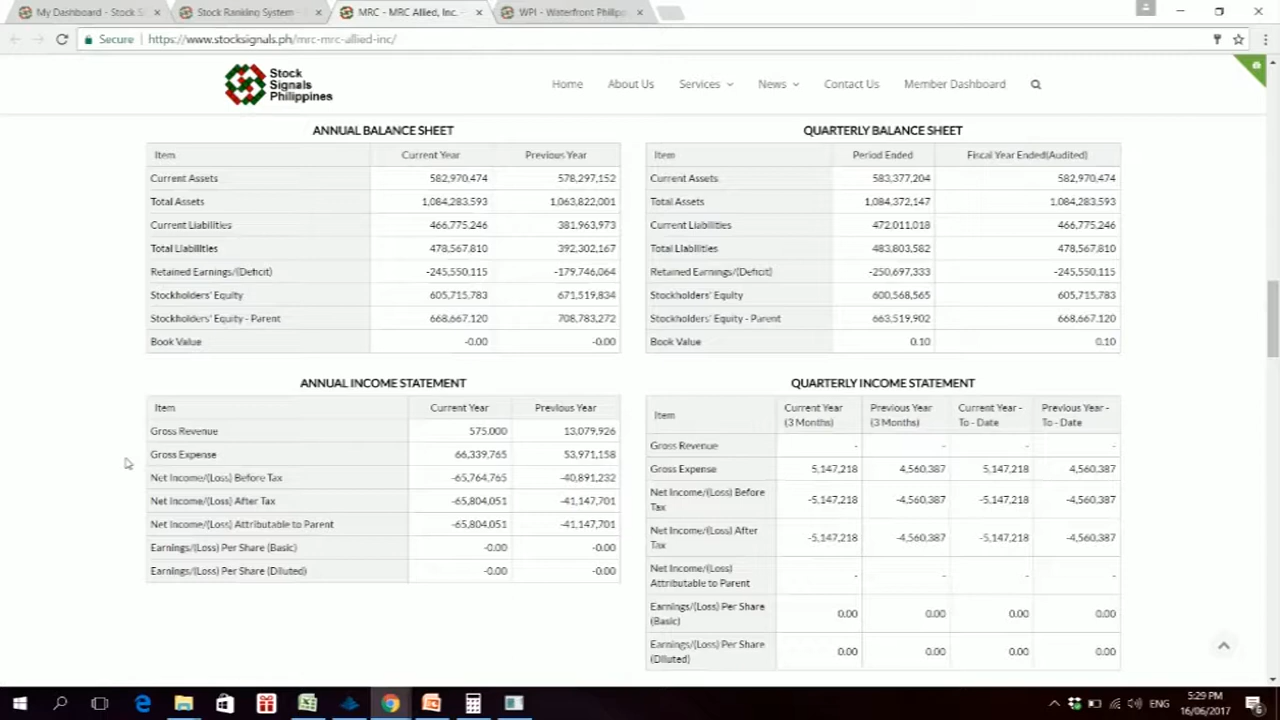 My Dashboard - Stock S
Stock Ranking System -
MRC - MRC Allied, Inc. -
WPI - Waterfront Philipp
Secure https://www.stocksignals.ph/mrc-mrc-allied-inc/
Stock
Signals
Philippines
Home About Us Services News Contact Us Member Dashboard
ANNUAL BALANCE SHEET
Item Current Year Previous Year
Current Assets 582,970,474 578,297,152
Total Assets 1,084,283,593 1,063,822,001
Current Liabilities 466,775,246 381,963,973
Total Liabilities 478,567,810 392,302,167
Retained Earnings/(Deficit) -245,550,115 -179,746,064
Stockholders' Equity 605,715,783 671,519,834
Stockholders' Equity - Parent 668,667,120 708,783,272
Book Value -0.00 -0.00
QUARTERLY BALANCE SHEET
Item Period Ended Fiscal Year Ended(Audited)
Current Assets 583,377,204 582,970,474
Total Assets 1,084,372,147 1,084,283,593
Current Liabilities 472,011,018 466,775,246
Total Liabilities 483,803,582 478,567,810
Retained Earnings/(Deficit) -250,697,333 -245,550,115
Stockholders' Equity 600,568,565 605,715,783
Stockholders' Equity - Parent 663,519,902 668,667,120
Book Value 0.10 0.10
ANNUAL INCOME STATEMENT
Item Current Year Previous Year
Gross Revenue 575,000 13,079,926
Gross Expense 66,339,765 53,971,158
Net Income/(Loss) Before Tax -65,764,765 -40,891,232
Net Income/(Loss) After Tax -65,804,051 -41,147,701
Net Income/(Loss) Attributable to Parent -65,804,051 -41,147,701
Earnings/(Loss) Per Share (Basic) -0.00 -0.00
Earnings/(Loss) Per Share (Diluted) -0.00 -0.00
QUARTERLY INCOME STATEMENT
Item Current Year (3 Months) Previous Year (3 Months) Current Year - To - Date Previous Year - To - Date
Gross Revenue - - - -
Gross Expense 5,147,218 4,560,387 5,147,218 4,560,387
Net Income/(Loss) Before Tax -5,147,218 -4,560,387 -5,147,218 -4,560,387
Net Income/(Loss) After Tax -5,147,218 -4,560,387 -5,147,218 -4,560,387
Net Income/(Loss) Attributable to Parent - - - -
Earnings/(Loss) Per Share (Basic) 0.00 0.00 0.00 0.00
Earnings/(Loss) Per Share (Diluted) 0.00 0.00 0.00 0.00
ENG
5:29 PM
16/06/2017